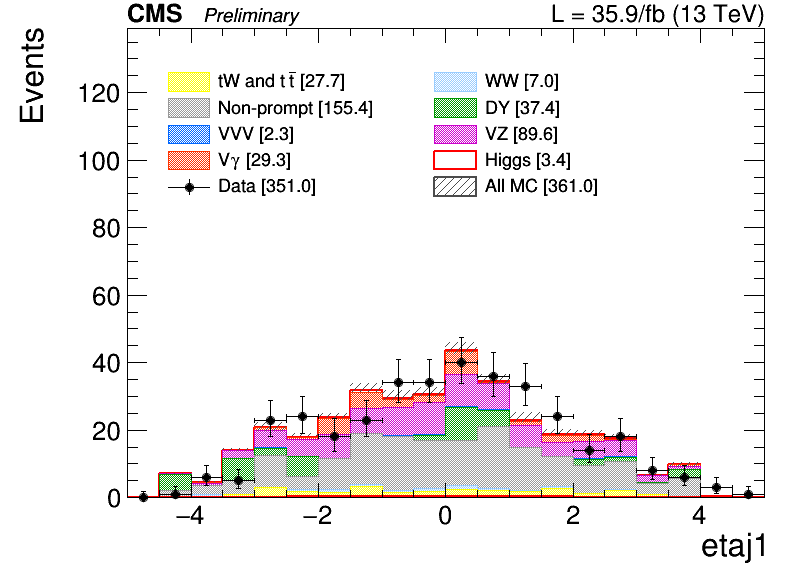 CMS Preliminary L = 35.9/fb (13 TeV)
Events
tW and tt̄ [27.7] WW [7.0]
Non-prompt [155.4] DY [37.4]
VVV [2.3] VZ [89.6]
Vγ [29.3] Higgs [3.4]
Data [351.0] All MC [361.0]
120
100
80
60
40
20
0
−4 −2 0 2 4
etaj1